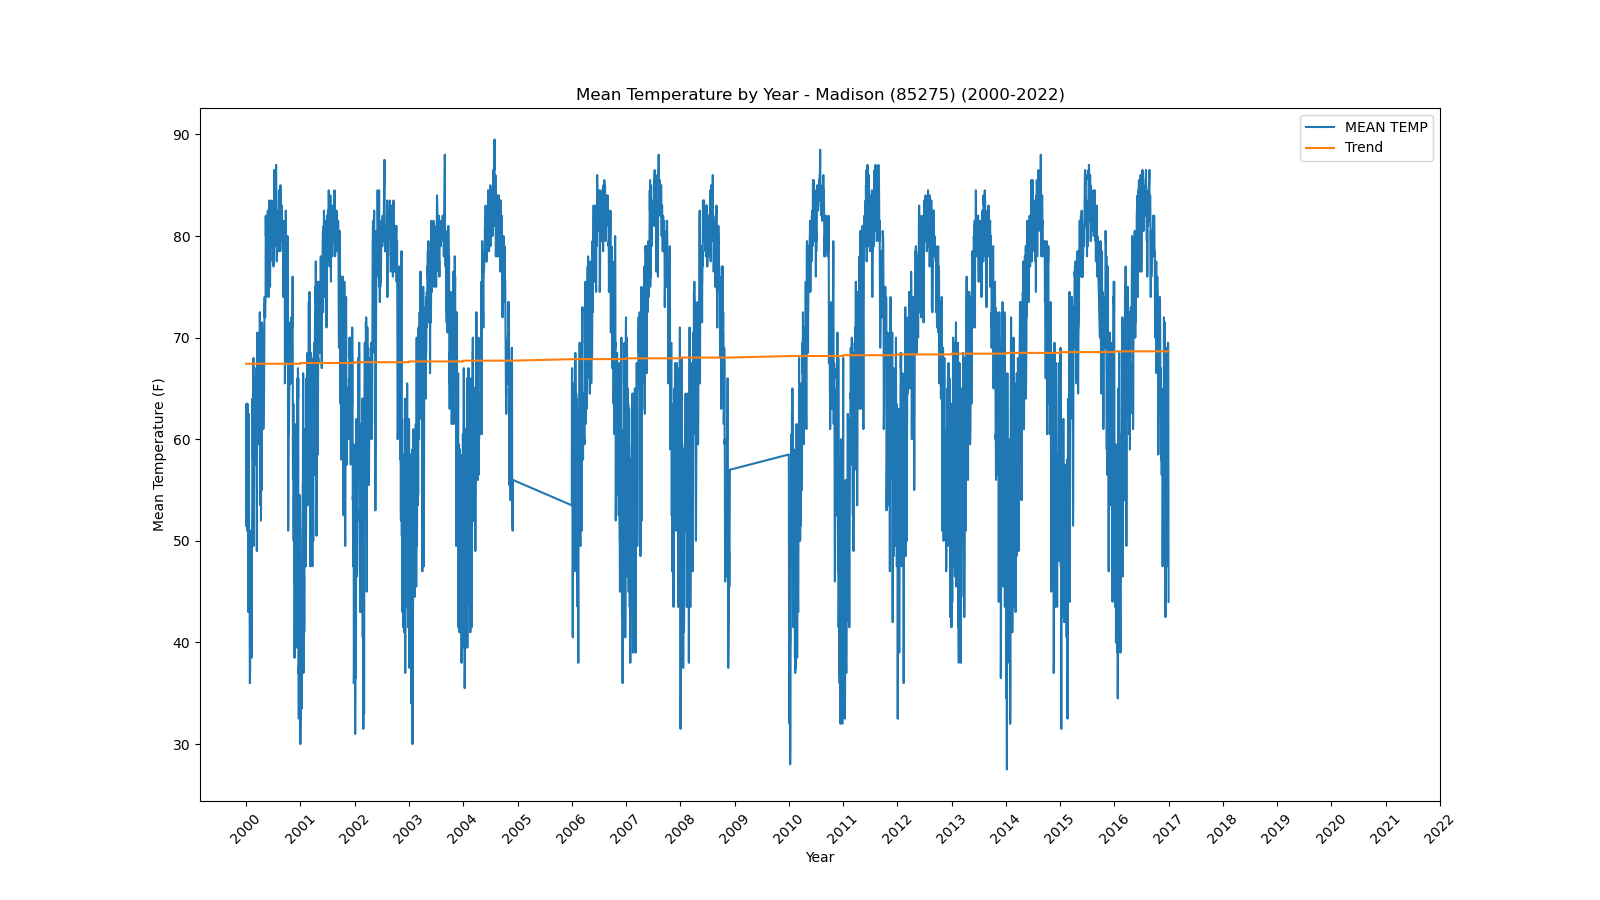 Mean Temperature by Year - Madison (85275) (2000-2022)
MEAN TEMP
Trend
Mean Temperature (F)
90
80
70
60
50
40
30
2000 2001 2002 2003 2004 2005 2006 2007 2008 2009 2010 2011 2012 2013 2014 2015 2016 2017 2018 2019 2020 2021 2022
Year